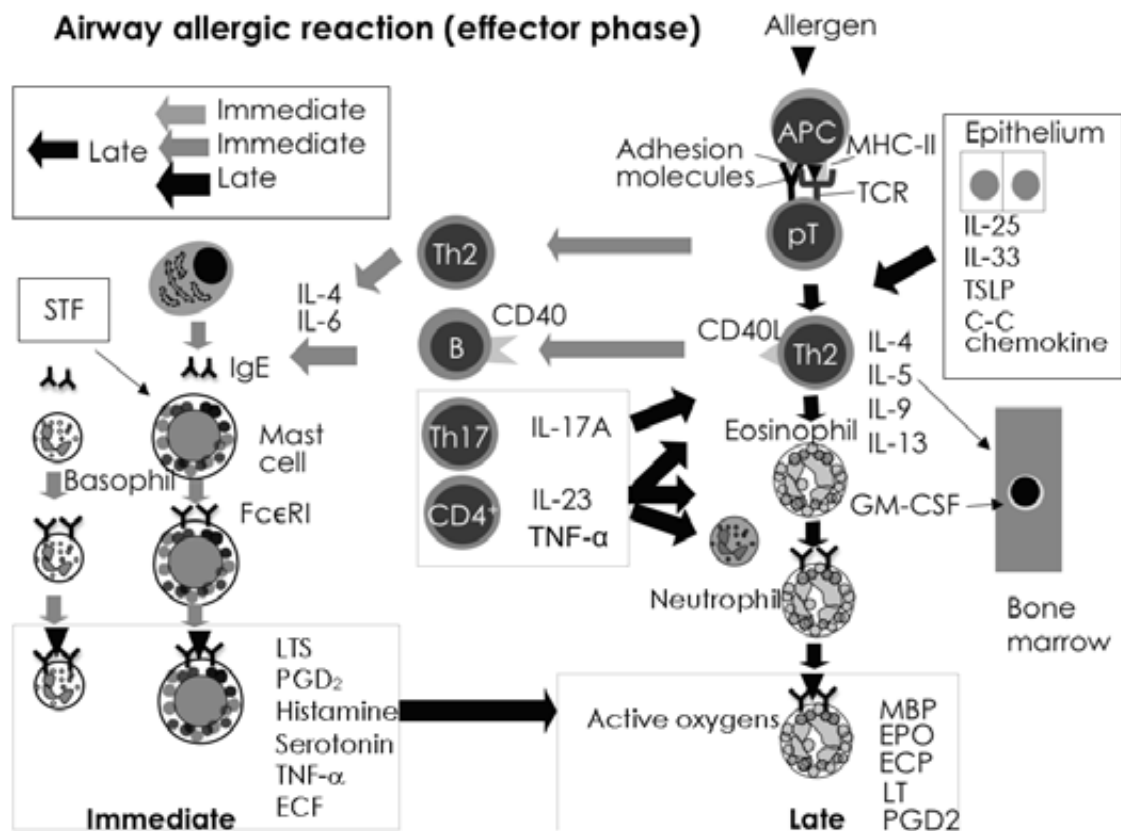 Airway allergic reaction (effector phase)
Allergen
Immediate
Immediate
Late
Late
APC
MHC-II
Adhesion
molecules
TCR
pT
Epithelium
IL-25
IL-33
TSLP
C-C
chemokine
Th2
IL-4
IL-6
STF
CD40
B
CD40L
Th2
IL-4
IL-5
IL-9
IL-13
IgE
Mast
cell
Basophil
FcϵRI
Th17
IL-17A
CD4⁺
IL-23
TNF-α
Eosinophil
GM-CSF
Neutrophil
Bone
marrow
LTS
PGD₂
Histamine
Serotonin
TNF-α
ECF
Immediate
Active oxygens
MBP
EPO
ECP
LT
PGD2
Late